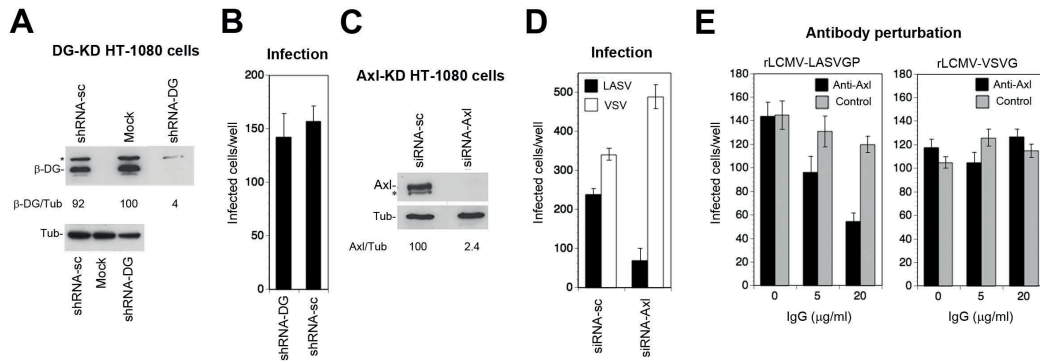 A
DG-KD HT-1080 cells
shRNA-sc
Mock
shRNA-DG
*
β-DG-
β-DG/Tub 92 100 4
Tub-
shRNA-sc
Mock
shRNA-DG
B
Infection
Infected cells/well
200
150
100
50
0
shRNA-DG
shRNA-sc
C
Axl-KD HT-1080 cells
siRNA-sc
siRNA-Axl
Axl-
*
Tub-
Axl/Tub 100 2.4
D
Infection
LASV
VSV
Infected cells/well
500
400
300
200
100
0
siRNA-sc
siRNA-Axl
E
Antibody perturbation
rLCMV-LASVGP
Anti-Axl
Control
Infected cells/well
180
160
140
120
100
80
60
40
20
0
0 5 20
IgG (μg/ml)
rLCMV-VSVG
Anti-Axl
Control
Infected cells/well
180
160
140
120
100
80
60
40
20
0
0 5 20
IgG (μg/ml)